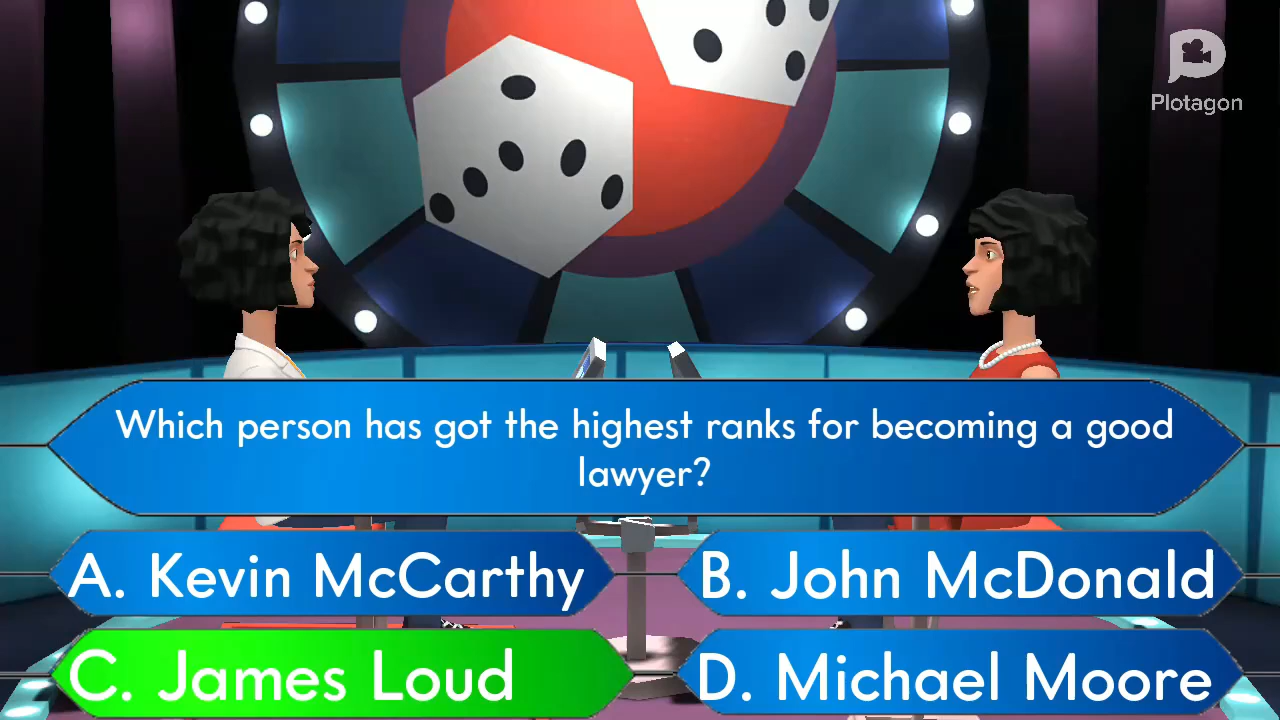 Plotagon
Which person has got the highest ranks for becoming a good
lawyer?
A. Kevin McCarthy
B. John McDonald
C. James Loud
D. Michael Moore